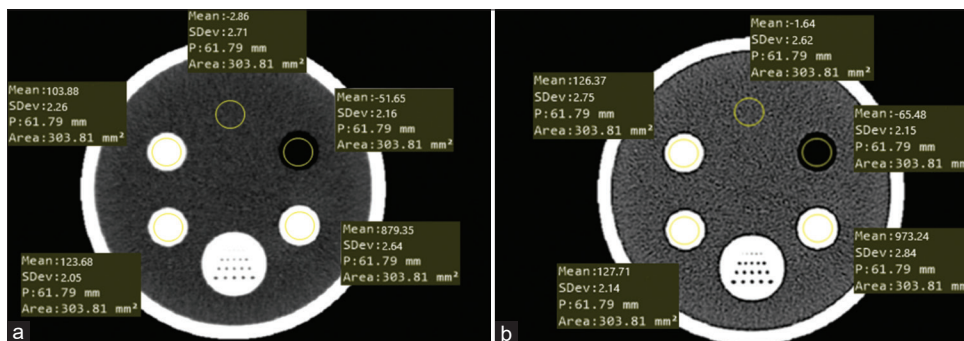 Mean:-2.86
SDev:2.71
P:61.79 mm
Area:303.81 mm²
Mean:103.88
SDev:2.26
P:61.79 mm
Area:303.81 mm²
Mean:-51.65
SDev:2.16
P:61.79 mm
Area:303.81 mm²
Mean:123.68
SDev:2.05
P:61.79 mm
Area:303.81 mm²
Mean:879.35
SDev:2.64
P:61.79 mm
Area:303.81 mm²
a
Mean:-1.64
SDev:2.62
P:61.79 mm
Area:303.81 mm²
Mean:126.37
SDev:2.75
P:61.79 mm
Area:303.81 mm²
Mean:-65.48
SDev:2.15
P:61.79 mm
Area:303.81 mm²
Mean:127.71
SDev:2.14
P:61.79 mm
Area:303.81 mm²
Mean:973.24
SDev:2.84
P:61.79 mm
Area:303.81 mm²
b